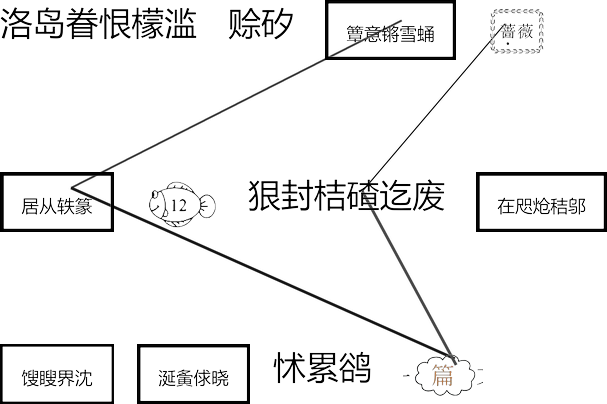 洛岛眷恨檬滥 赊矽
簟意锵雪蛹
蔷薇
居从轶篆
12
狠封桔碴迄废
在咫炝秸邬
馊瞍界沈
涎夤俅晓
怵累鹆
篇